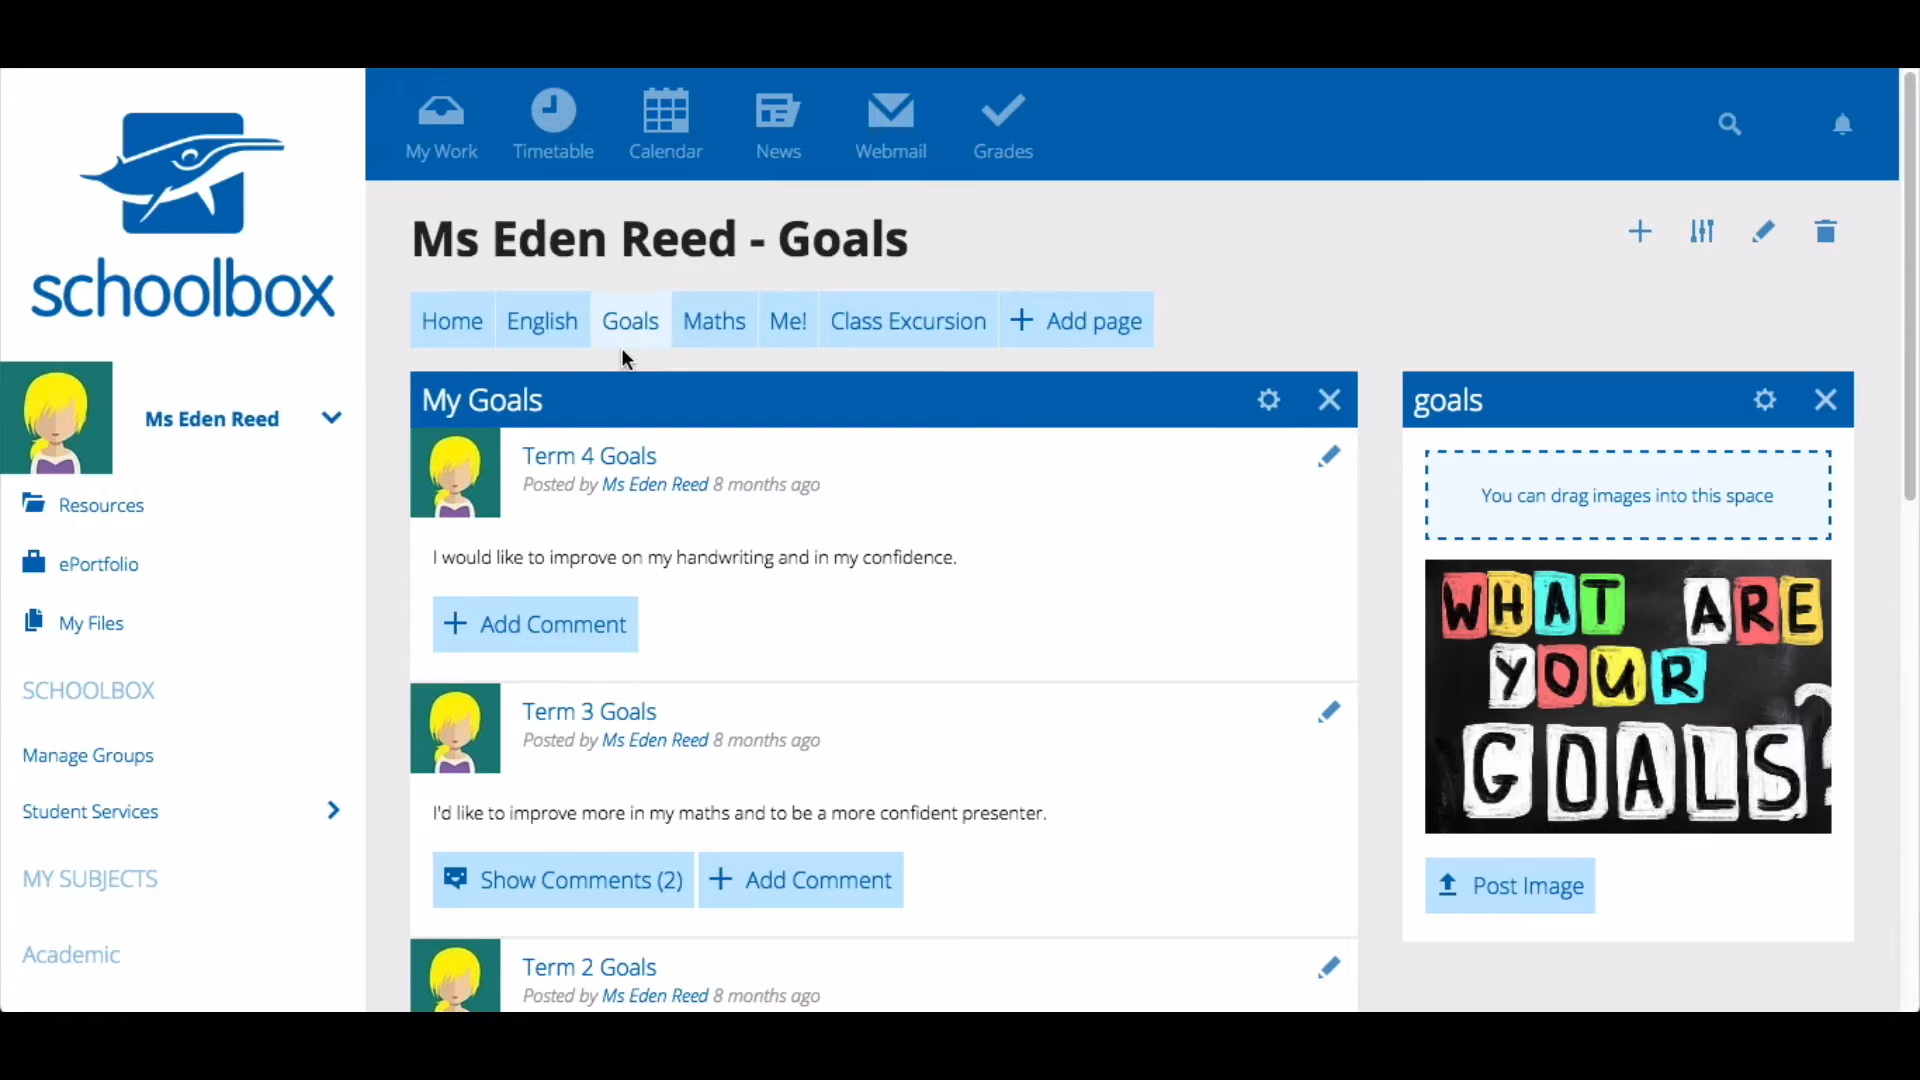 schoolbox
My Work
Timetable
Calendar
News
Webmail
Grades
Ms Eden Reed - Goals
Home
English
Goals
Maths
Me!
Class Excursion
Add page
Ms Eden Reed
Resources
ePortfolio
My Files
SCHOOLBOX
Manage Groups
Student Services
MY SUBJECTS
Academic
My Goals
Term 4 Goals
Posted by Ms Eden Reed 8 months ago
I would like to improve on my handwriting and in my confidence.
Add Comment
Term 3 Goals
Posted by Ms Eden Reed 8 months ago
I'd like to improve more in my maths and to be a more confident presenter.
Show Comments (2)
Add Comment
Term 2 Goals
Posted by Ms Eden Reed 8 months ago
goals
You can drag images into this space
WHAT ARE
YOUR
GOALS?
Post Image